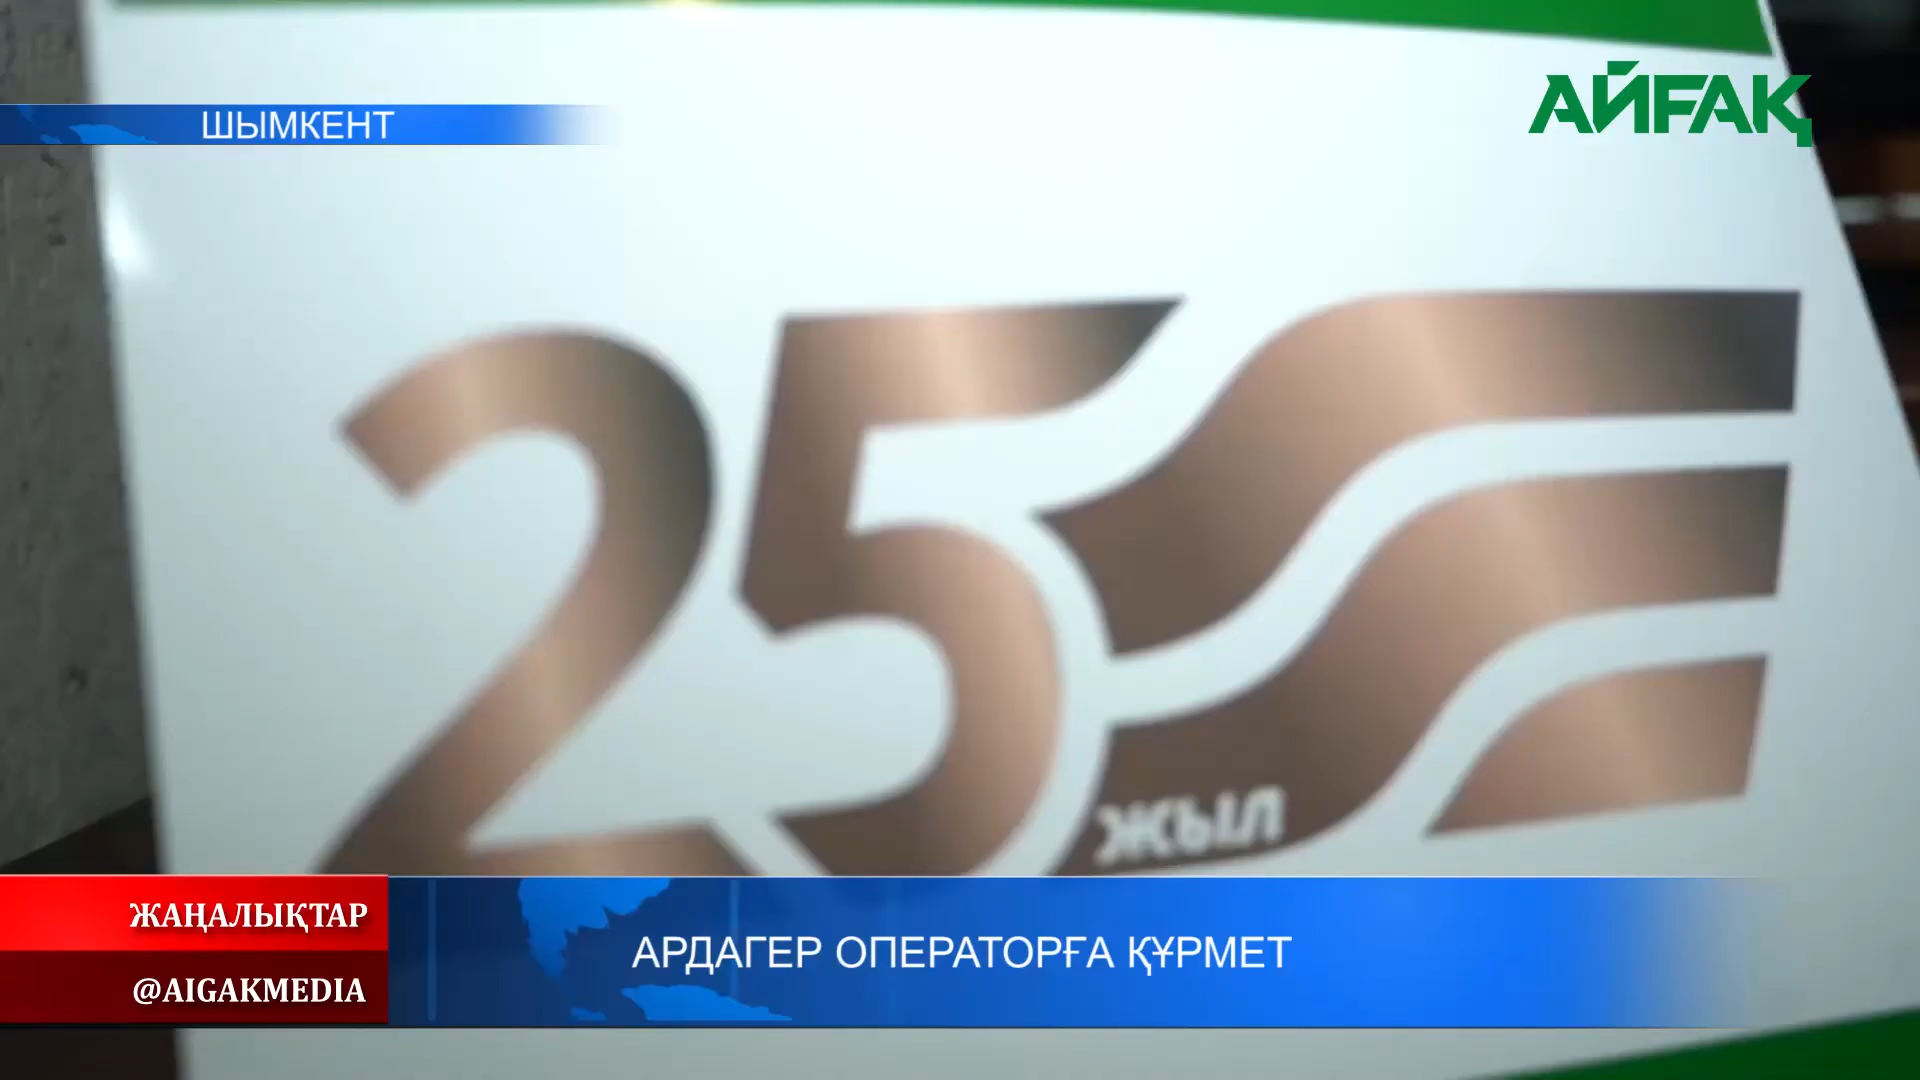 ШЫМКЕНТ
АЙҒАҚ
25
ЖЫЛ
ЖАҢАЛЫҚТАР
@AIGAKMEDIA
АРДАГЕР ОПЕРАТОРҒА ҚҰРМЕТ